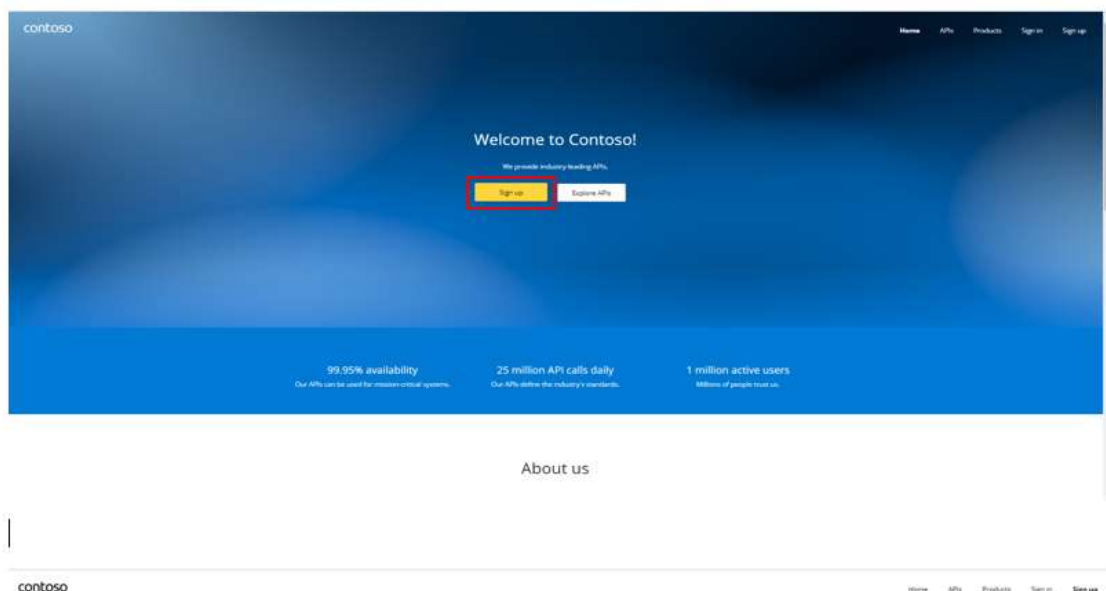 contoso
Home APIs Products Sign in Sign up
Welcome to Contoso!
We provide industry leading APIs.
Sign up Explore APIs
99.95% availability 25 million API calls daily 1 million active users
Our APIs can be used for mission-critical systems. Our APIs define the industry's standards. Millions of people trust us.
About us
contoso
Home APIs Products Sign in Sign up